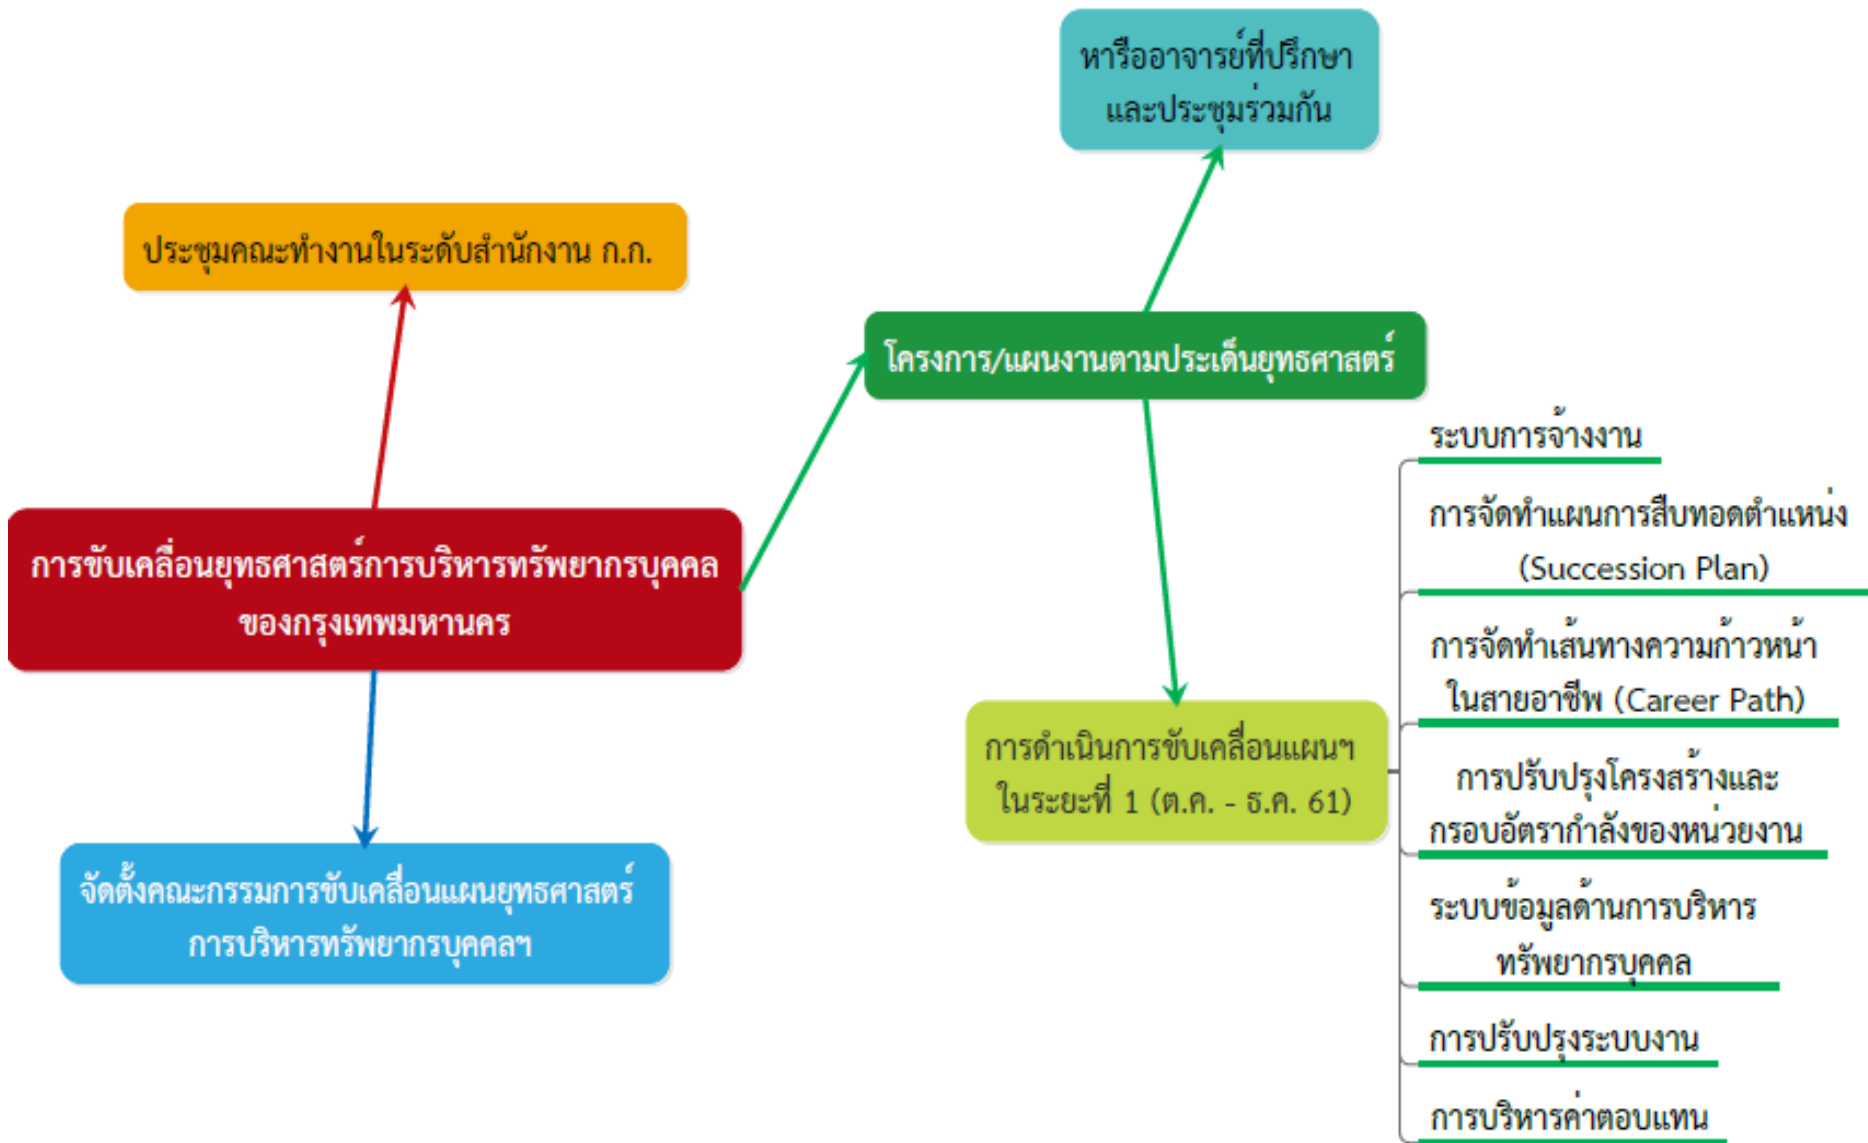 หารืออาจารย์ที่ปรึกษา
และประชุมร่วมกัน
ประชุมคณะทำงานในระดับสำนักงาน ก.ก.
โครงการ/แผนงานตามประเด็นยุทธศาสตร์
การขับเคลื่อนยุทธศาสตร์การบริหารทรัพยากรบุคคล
ของกรุงเทพมหานคร
จัดตั้งคณะกรรมการขับเคลื่อนแผนยุทธศาสตร์
การบริหารทรัพยากรบุคคลฯ
การดำเนินการขับเคลื่อนแผนฯ
ในระยะที่ 1 (ต.ค. - ธ.ค. 61)
ระบบการจ้างงาน
การจัดทำแผนการสืบทอดตำแหน่ง
(Succession Plan)
การจัดทำเส้นทางความก้าวหน้า
ในสายอาชีพ (Career Path)
การปรับปรุงโครงสร้างและ
กรอบอัตรากำลังของหน่วยงาน
ระบบข้อมูลด้านการบริหาร
ทรัพยากรบุคคล
การปรับปรุงระบบงาน
การบริหารค่าตอบแทน